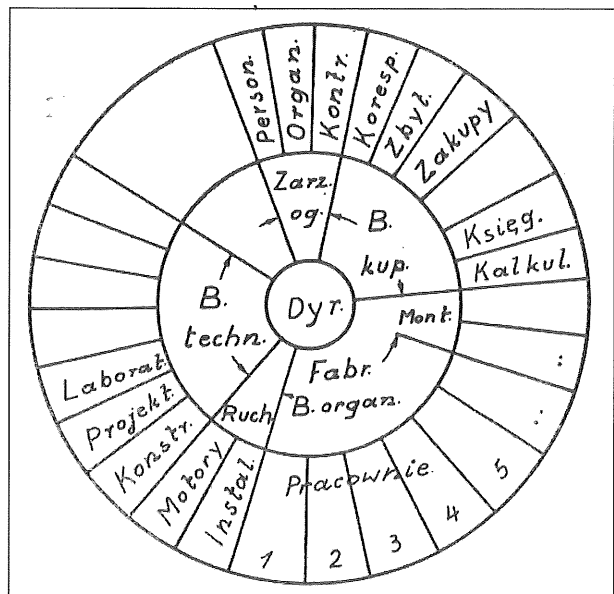 Person.
Organ.
Kontr.
Koresp.
Zbyt.
Zakupy
Księg.
Kalkul.
Zarz.
og.
B.
kup.
Dyr.
B.
techn.
Mont.
Fabr.
B. organ.
Ruch
Laborat.
Projekt.
Konstr.
Motory
Instal.
Pracownie
1
2
3
4
5
:
: